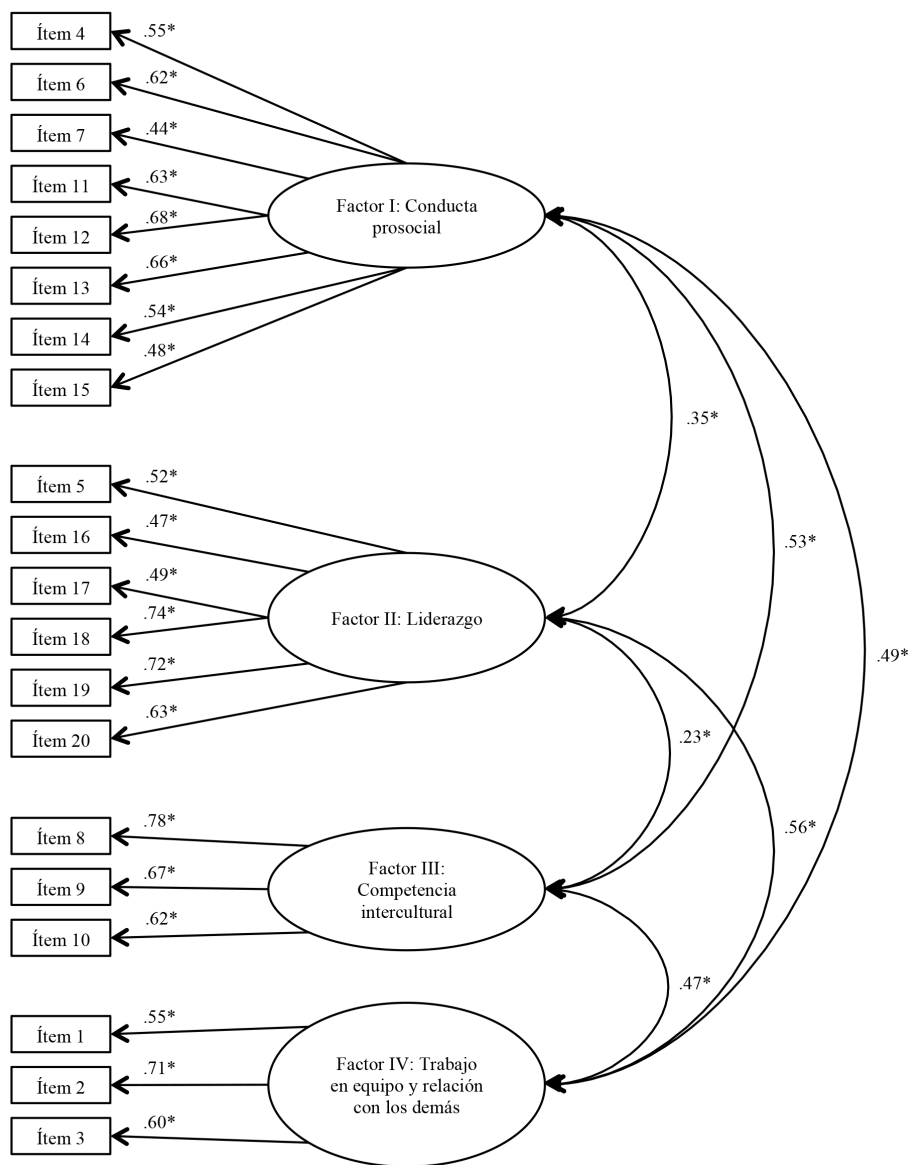 Ítem 4
.55*
Ítem 6
.62*
Ítem 7
.44*
Ítem 11
.63*
Ítem 12
.68*
Ítem 13
.66*
Ítem 14
.54*
Ítem 15
.48*
Factor I: Conducta
prosocial
Ítem 5
.52*
Ítem 16
.47*
Ítem 17
.49*
Ítem 18
.74*
Ítem 19
.72*
Ítem 20
.63*
Factor II: Liderazgo
Ítem 8
.78*
Ítem 9
.67*
Ítem 10
.62*
Factor III:
Competencia
intercultural
Ítem 1
.55*
Ítem 2
.71*
Ítem 3
.60*
Factor IV: Trabajo
en equipo y relación
con los demás
.35*
.53*
.49*
.23*
.56*
.47*